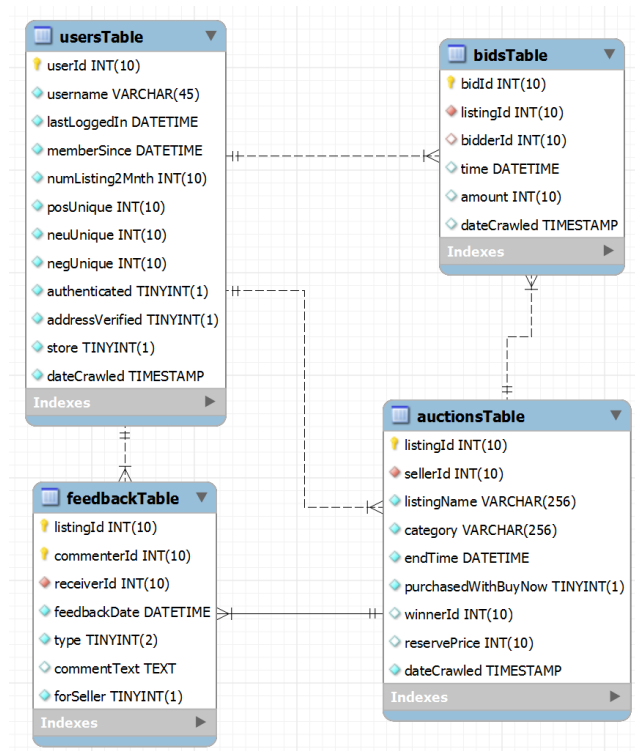 usersTable
userId INT(10)
username VARCHAR(45)
lastLoggedIn DATETIME
memberSince DATETIME
numListing2Mnth INT(10)
posUnique INT(10)
neuUnique INT(10)
negUnique INT(10)
authenticated TINYINT(1)
addressVerified TINYINT(1)
store TINYINT(1)
dateCrawled TIMESTAMP
Indexes
bidsTable
bidId INT(10)
listingId INT(10)
bidderId INT(10)
time DATETIME
amount INT(10)
dateCrawled TIMESTAMP
Indexes
feedbackTable
listingId INT(10)
commenterId INT(10)
receiverId INT(10)
feedbackDate DATETIME
type TINYINT(2)
commentText TEXT
forSeller TINYINT(1)
Indexes
auctionsTable
listingId INT(10)
sellerId INT(10)
listingName VARCHAR(256)
category VARCHAR(256)
endTime DATETIME
purchasedWithBuyNow TINYINT(1)
winnerId INT(10)
reservePrice INT(10)
dateCrawled TIMESTAMP
Indexes